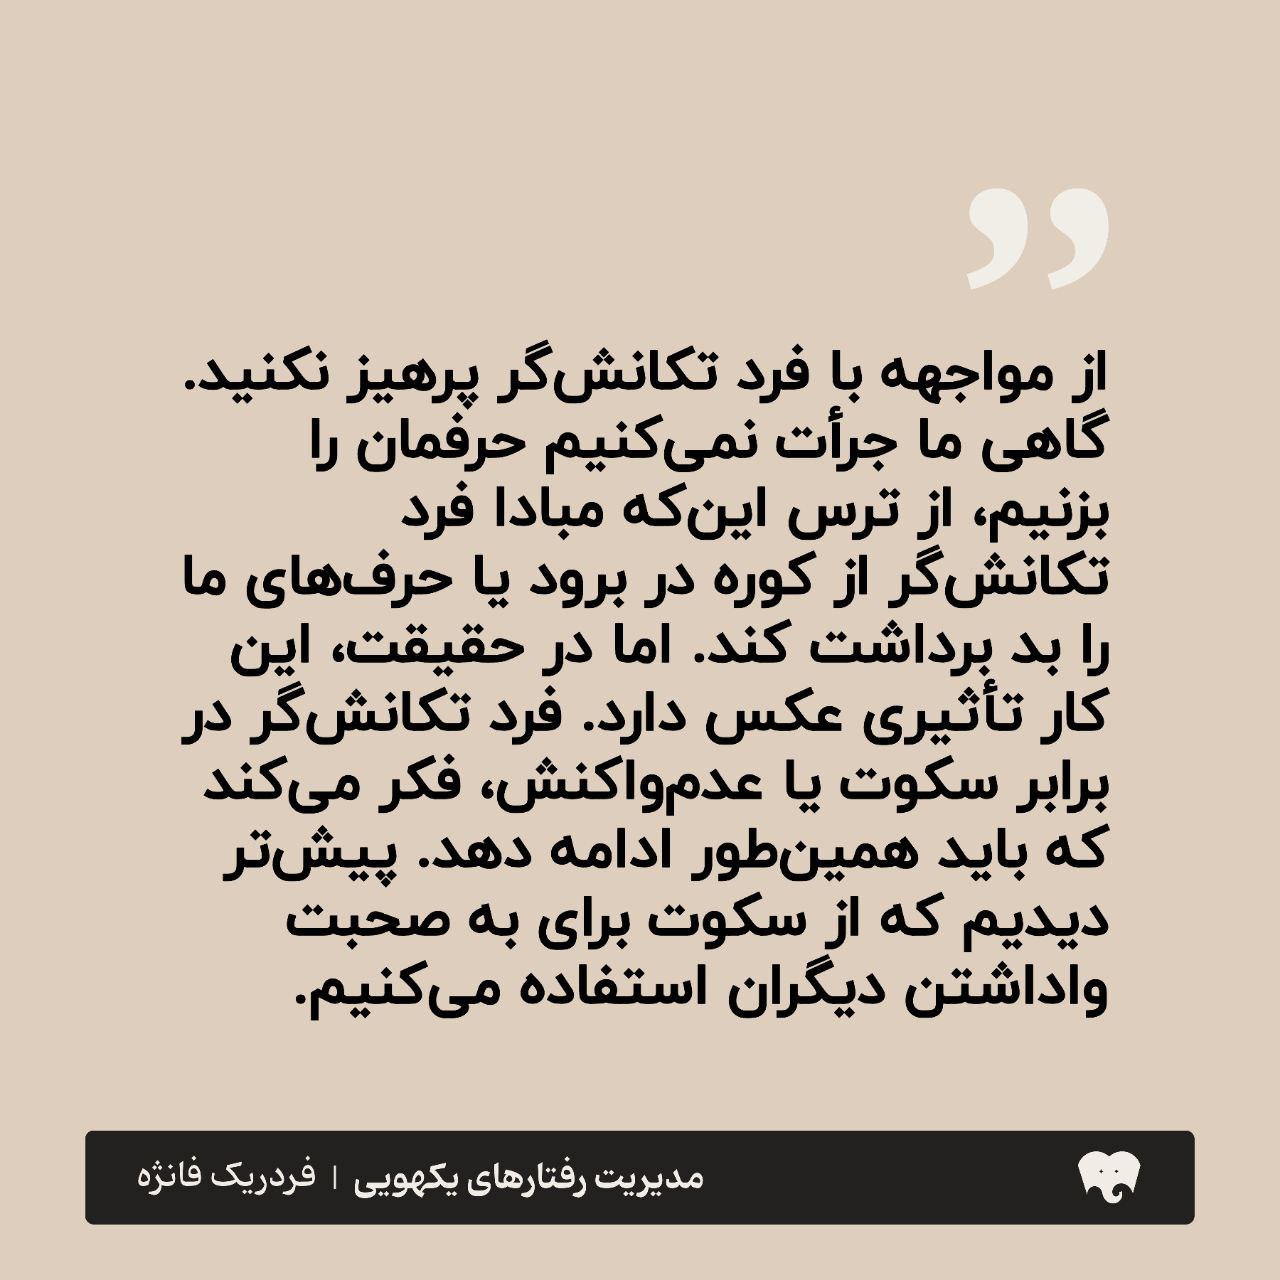 ”
از مواجهه با فرد تکانش‌گر پرهیز نکنید.
گاهی ما جرأت نمی‌کنیم حرفمان را
بزنیم، از ترس این‌که مبادا فرد
تکانش‌گر از کوره در برود یا حرف‌های ما
را بد برداشت کند. اما در حقیقت، این
کار تأثیری عکس دارد. فرد تکانش‌گر در
برابر سکوت یا عدم‌واکنش، فکر می‌کند
که باید همین‌طور ادامه دهد. پیش‌تر
دیدیم که از سکوت برای به صحبت
واداشتن دیگران استفاده می‌کنیم.
مدیریت رفتارهای یکهویی | فردریک فانژه